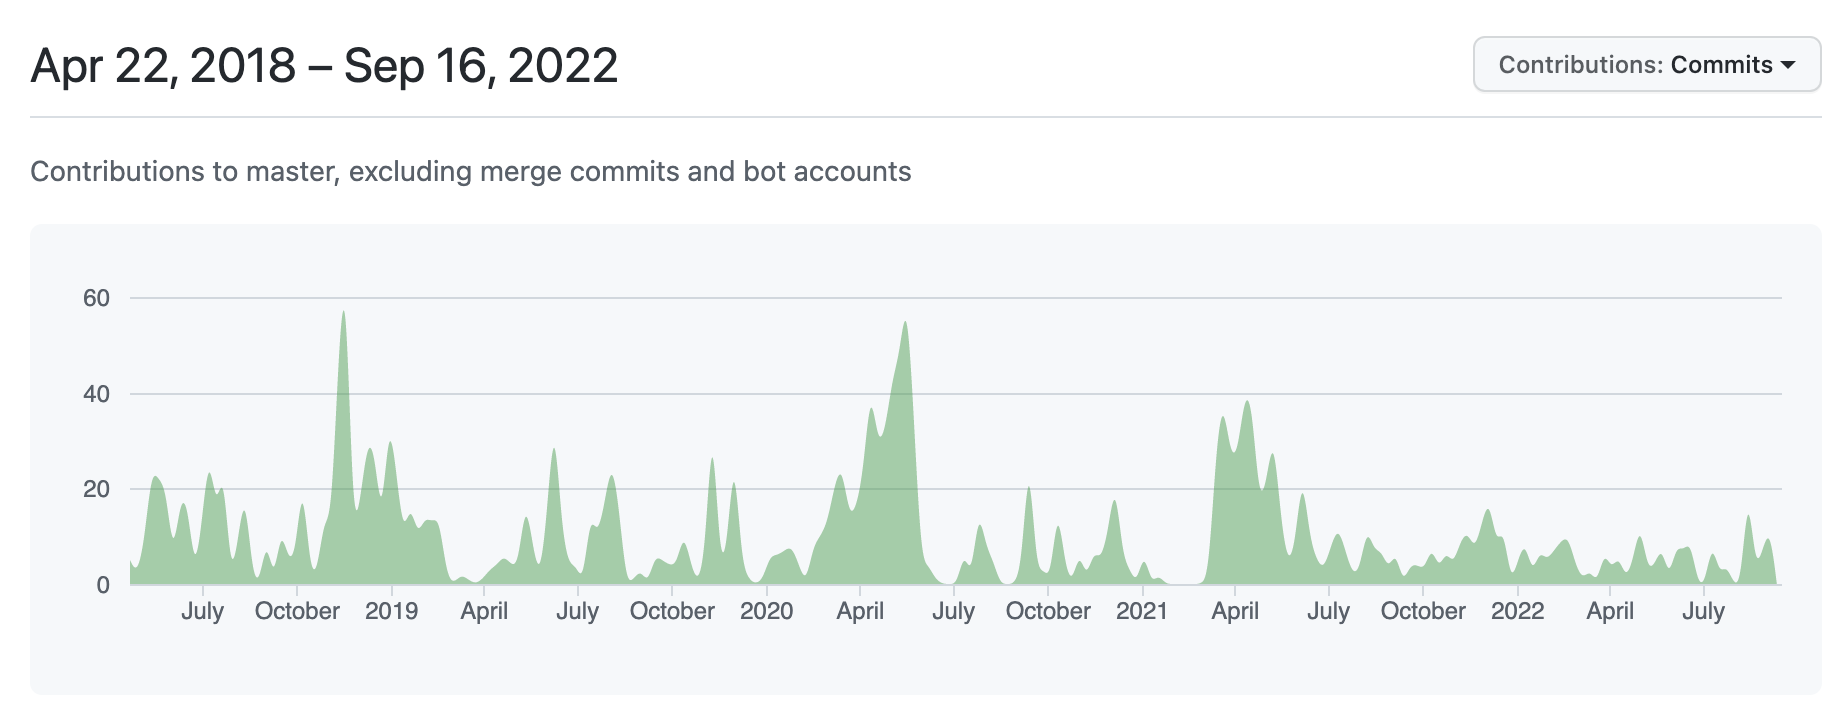 Apr 22, 2018 – Sep 16, 2022
Contributions: Commits
Contributions to master, excluding merge commits and bot accounts
60
40
20
0
July October 2019 April July October 2020 April July October 2021 April July October 2022 April July